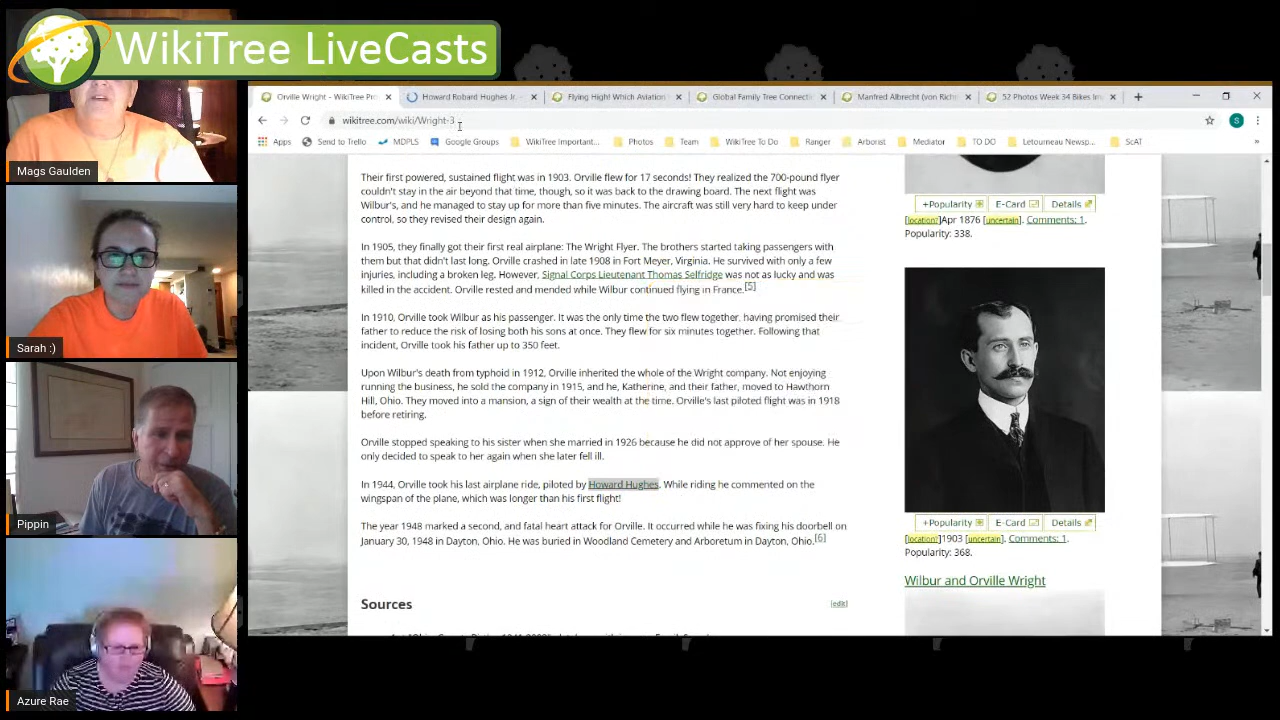 WikiTree LiveCasts
Mags Gaulden
Sarah :)
Pippin
Azure Rae
Orville Wright - WikiTree Pr
Howard Robard Hughes Jr.
Flying High! Which Aviation
Global Family Tree Connecti
Manfred Albrecht (von Rich
52 Photos Week 34 Bikes
wikitree.com/wiki/Wright-3
S
Apps
Send to Trello
MDPLS
Google Groups
WikiTree Important...
Photos
Team
WikiTree To Do
Ranger
Arborist
Mediator
TO DO
Letourneau Newsp...
ScAT
»
Their first powered, sustained flight was in 1903. Orville flew for 17 seconds! They realized the 700-pound flyer
couldn't stay in the air beyond that time, though, so it was back to the drawing board. The next flight was
Wilbur's, and he managed to stay up for more than five minutes. The aircraft was still very hard to keep under
control, so they revised their design again.
In 1905, they finally got their first real airplane: The Wright Flyer. The brothers started taking passengers with
them but that didn't last long. Orville crashed in late 1908 in Fort Meyer, Virginia. He survived with only a few
injuries, including a broken leg. However, Signal Corps Lieutenant Thomas Selfridge was not as lucky and was
killed in the accident. Orville rested and mended while Wilbur continued flying in France.[5]
In 1910, Orville took Wilbur as his passenger. It was the only time the two flew together, having promised their
father to reduce the risk of losing both his sons at once. They flew for six minutes together. Following that
incident, Orville took his father up to 350 feet.
Upon Wilbur's death from typhoid in 1912, Orville inherited the whole of the Wright company. Not enjoying
running the business, he sold the company in 1915, and he, Katherine, and their father, moved to Hawthorn
Hill, Ohio. They moved into a mansion, a sign of their wealth at the time. Orville's last piloted flight was in 1918
before retiring.
Orville stopped speaking to his sister when she married in 1926 because he did not approve of her spouse. He
only decided to speak to her again when she later fell ill.
In 1944, Orville took his last airplane ride, piloted by Howard Hughes. While riding he commented on the
wingspan of the plane, which was longer than his first flight!
The year 1948 marked a second, and fatal heart attack for Orville. It occurred while he was fixing his doorbell on
January 30, 1948 in Dayton, Ohio. He was buried in Woodland Cemetery and Arboretum in Dayton, Ohio.[6]
Sources
[edit]
+Popularity
E-Card
Details
[location?]Apr 1876 [uncertain]. Comments: 1.
Popularity: 338.
+Popularity
E-Card
Details
[location?]1903 [uncertain]. Comments: 1.
Popularity: 368.
Wilbur and Orville Wright